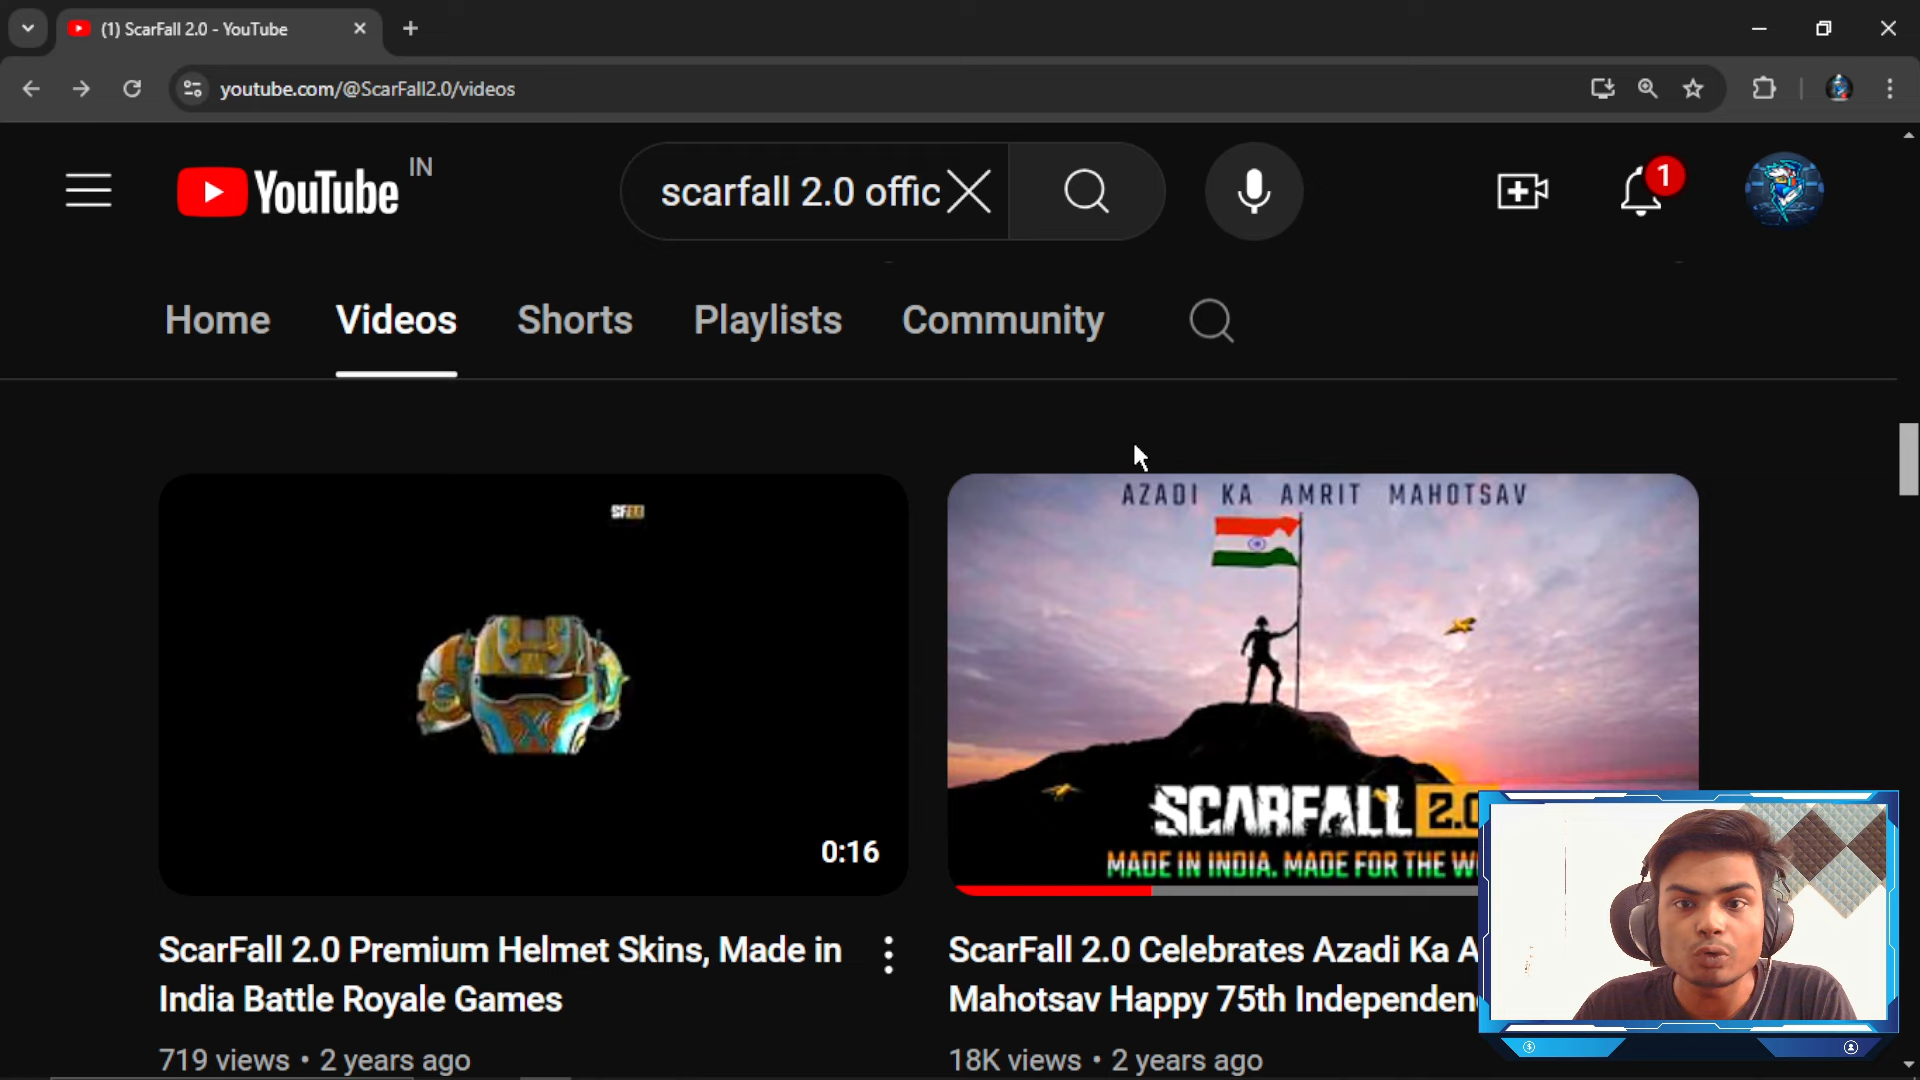 (1) ScarFall 2.0 - YouTube
youtube.com/@ScarFall2.0/videos
YouTube IN
scarfall 2.0 offic
1
Home Videos Shorts Playlists Community
SF2.0
0:16
AZADI KA AMRIT MAHOTSAV
SCARFALL 2.0
MADE IN INDIA. MADE FOR THE W
ScarFall 2.0 Premium Helmet Skins, Made in
India Battle Royale Games
719 views • 2 years ago
ScarFall 2.0 Celebrates Azadi Ka A
Mahotsav Happy 75th Independen
18K views • 2 years ago